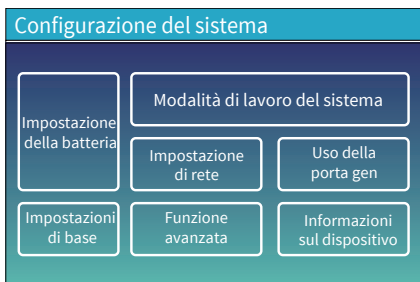 Configurazione del sistema
Impostazione
della batteria
Modalità di lavoro del sistema
Impostazione
di rete
Uso della
porta gen
Impostazioni
di base
Funzione
avanzata
Informazioni
sul dispositivo